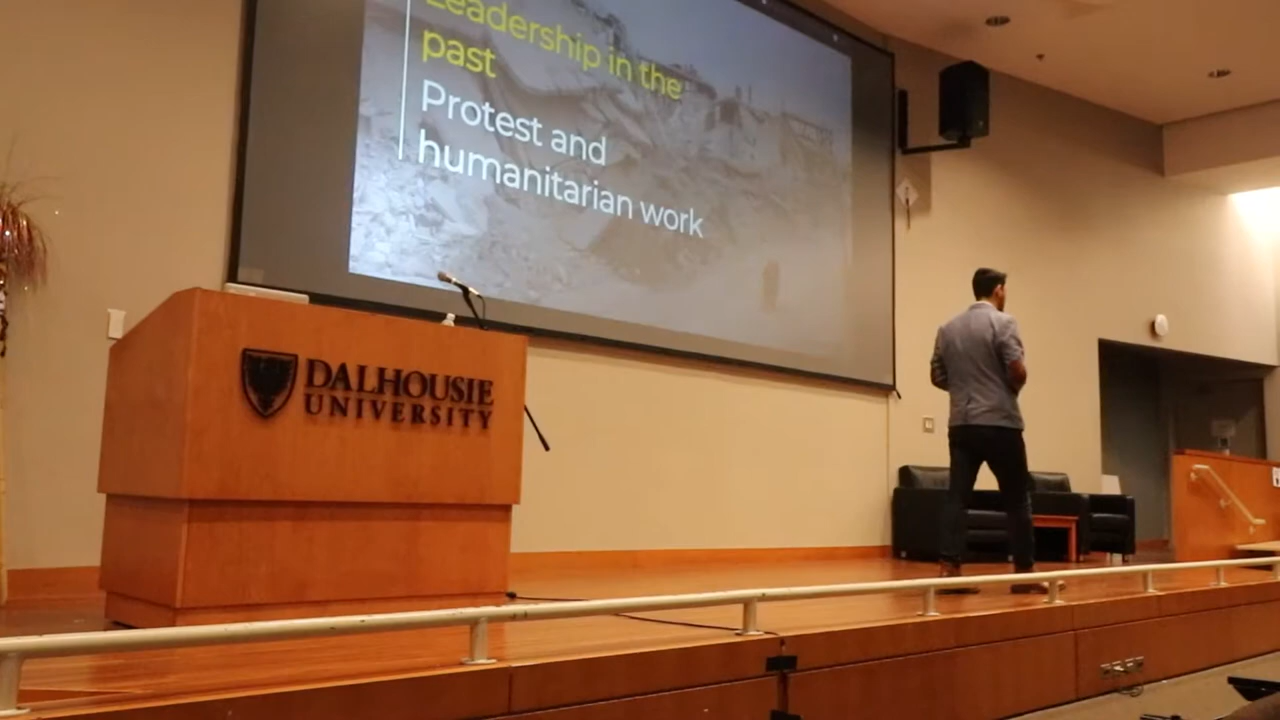 Leadership in the
past
Protest and
humanitarian work
DALHOUSIE
UNIVERSITY